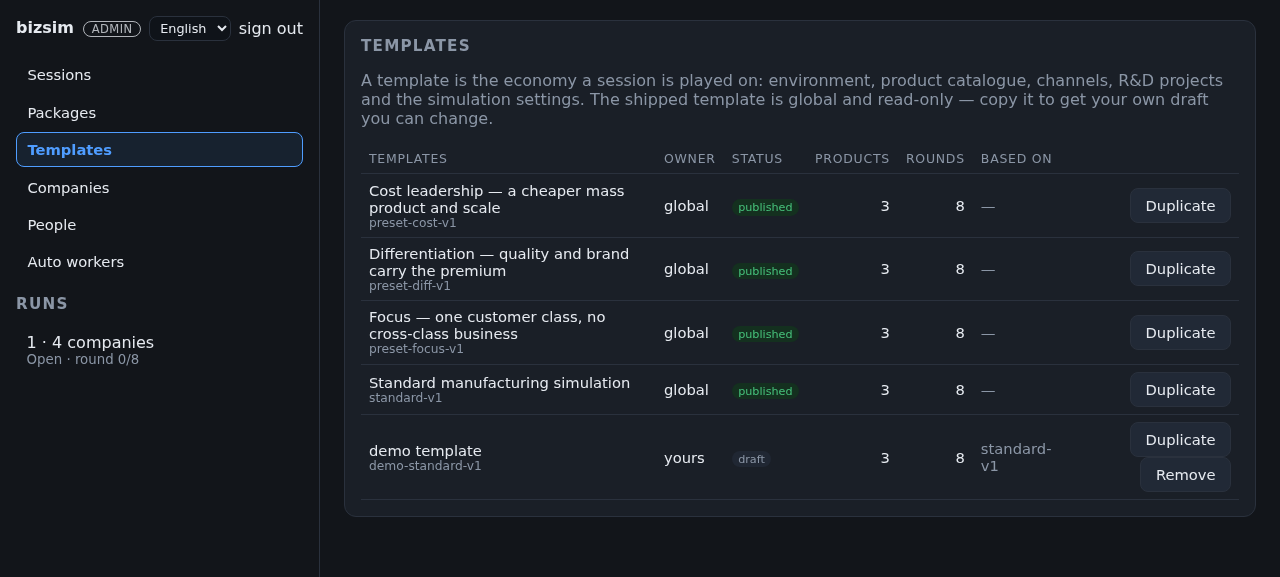 bizsim ADMIN English sign out
Sessions
Packages
Templates
Companies
People
Auto workers
RUNS
1 · 4 companies
Open · round 0/8
TEMPLATES
A template is the economy a session is played on: environment, product catalogue, channels, R&D projects
and the simulation settings. The shipped template is global and read-only — copy it to get your own draft
you can change.
TEMPLATES OWNER STATUS PRODUCTS ROUNDS BASED ON
Cost leadership — a cheaper mass
product and scale
preset-cost-v1
global published 3 8 — Duplicate
Differentiation — quality and brand
carry the premium
preset-diff-v1
global published 3 8 — Duplicate
Focus — one customer class, no
cross-class business
preset-focus-v1
global published 3 8 — Duplicate
Standard manufacturing simulation
standard-v1
global published 3 8 — Duplicate
demo template
demo-standard-v1
yours draft 3 8 standard-
v1
Duplicate
Remove